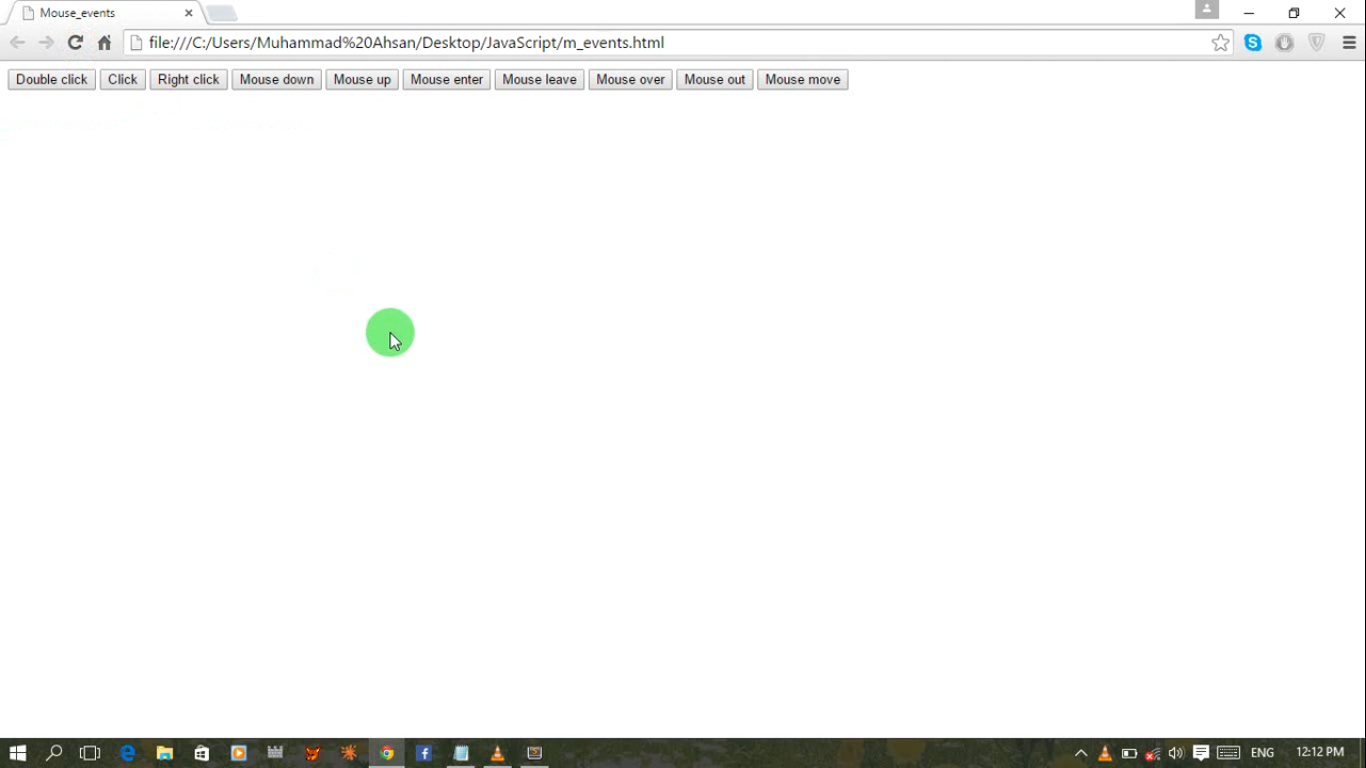 Mouse_events
file:///C:/Users/Muhammad%20Ahsan/Desktop/JavaScript/m_events.html
Double click Click Right click Mouse down Mouse up Mouse enter Mouse leave Mouse over Mouse out Mouse move
ENG 12:12 PM